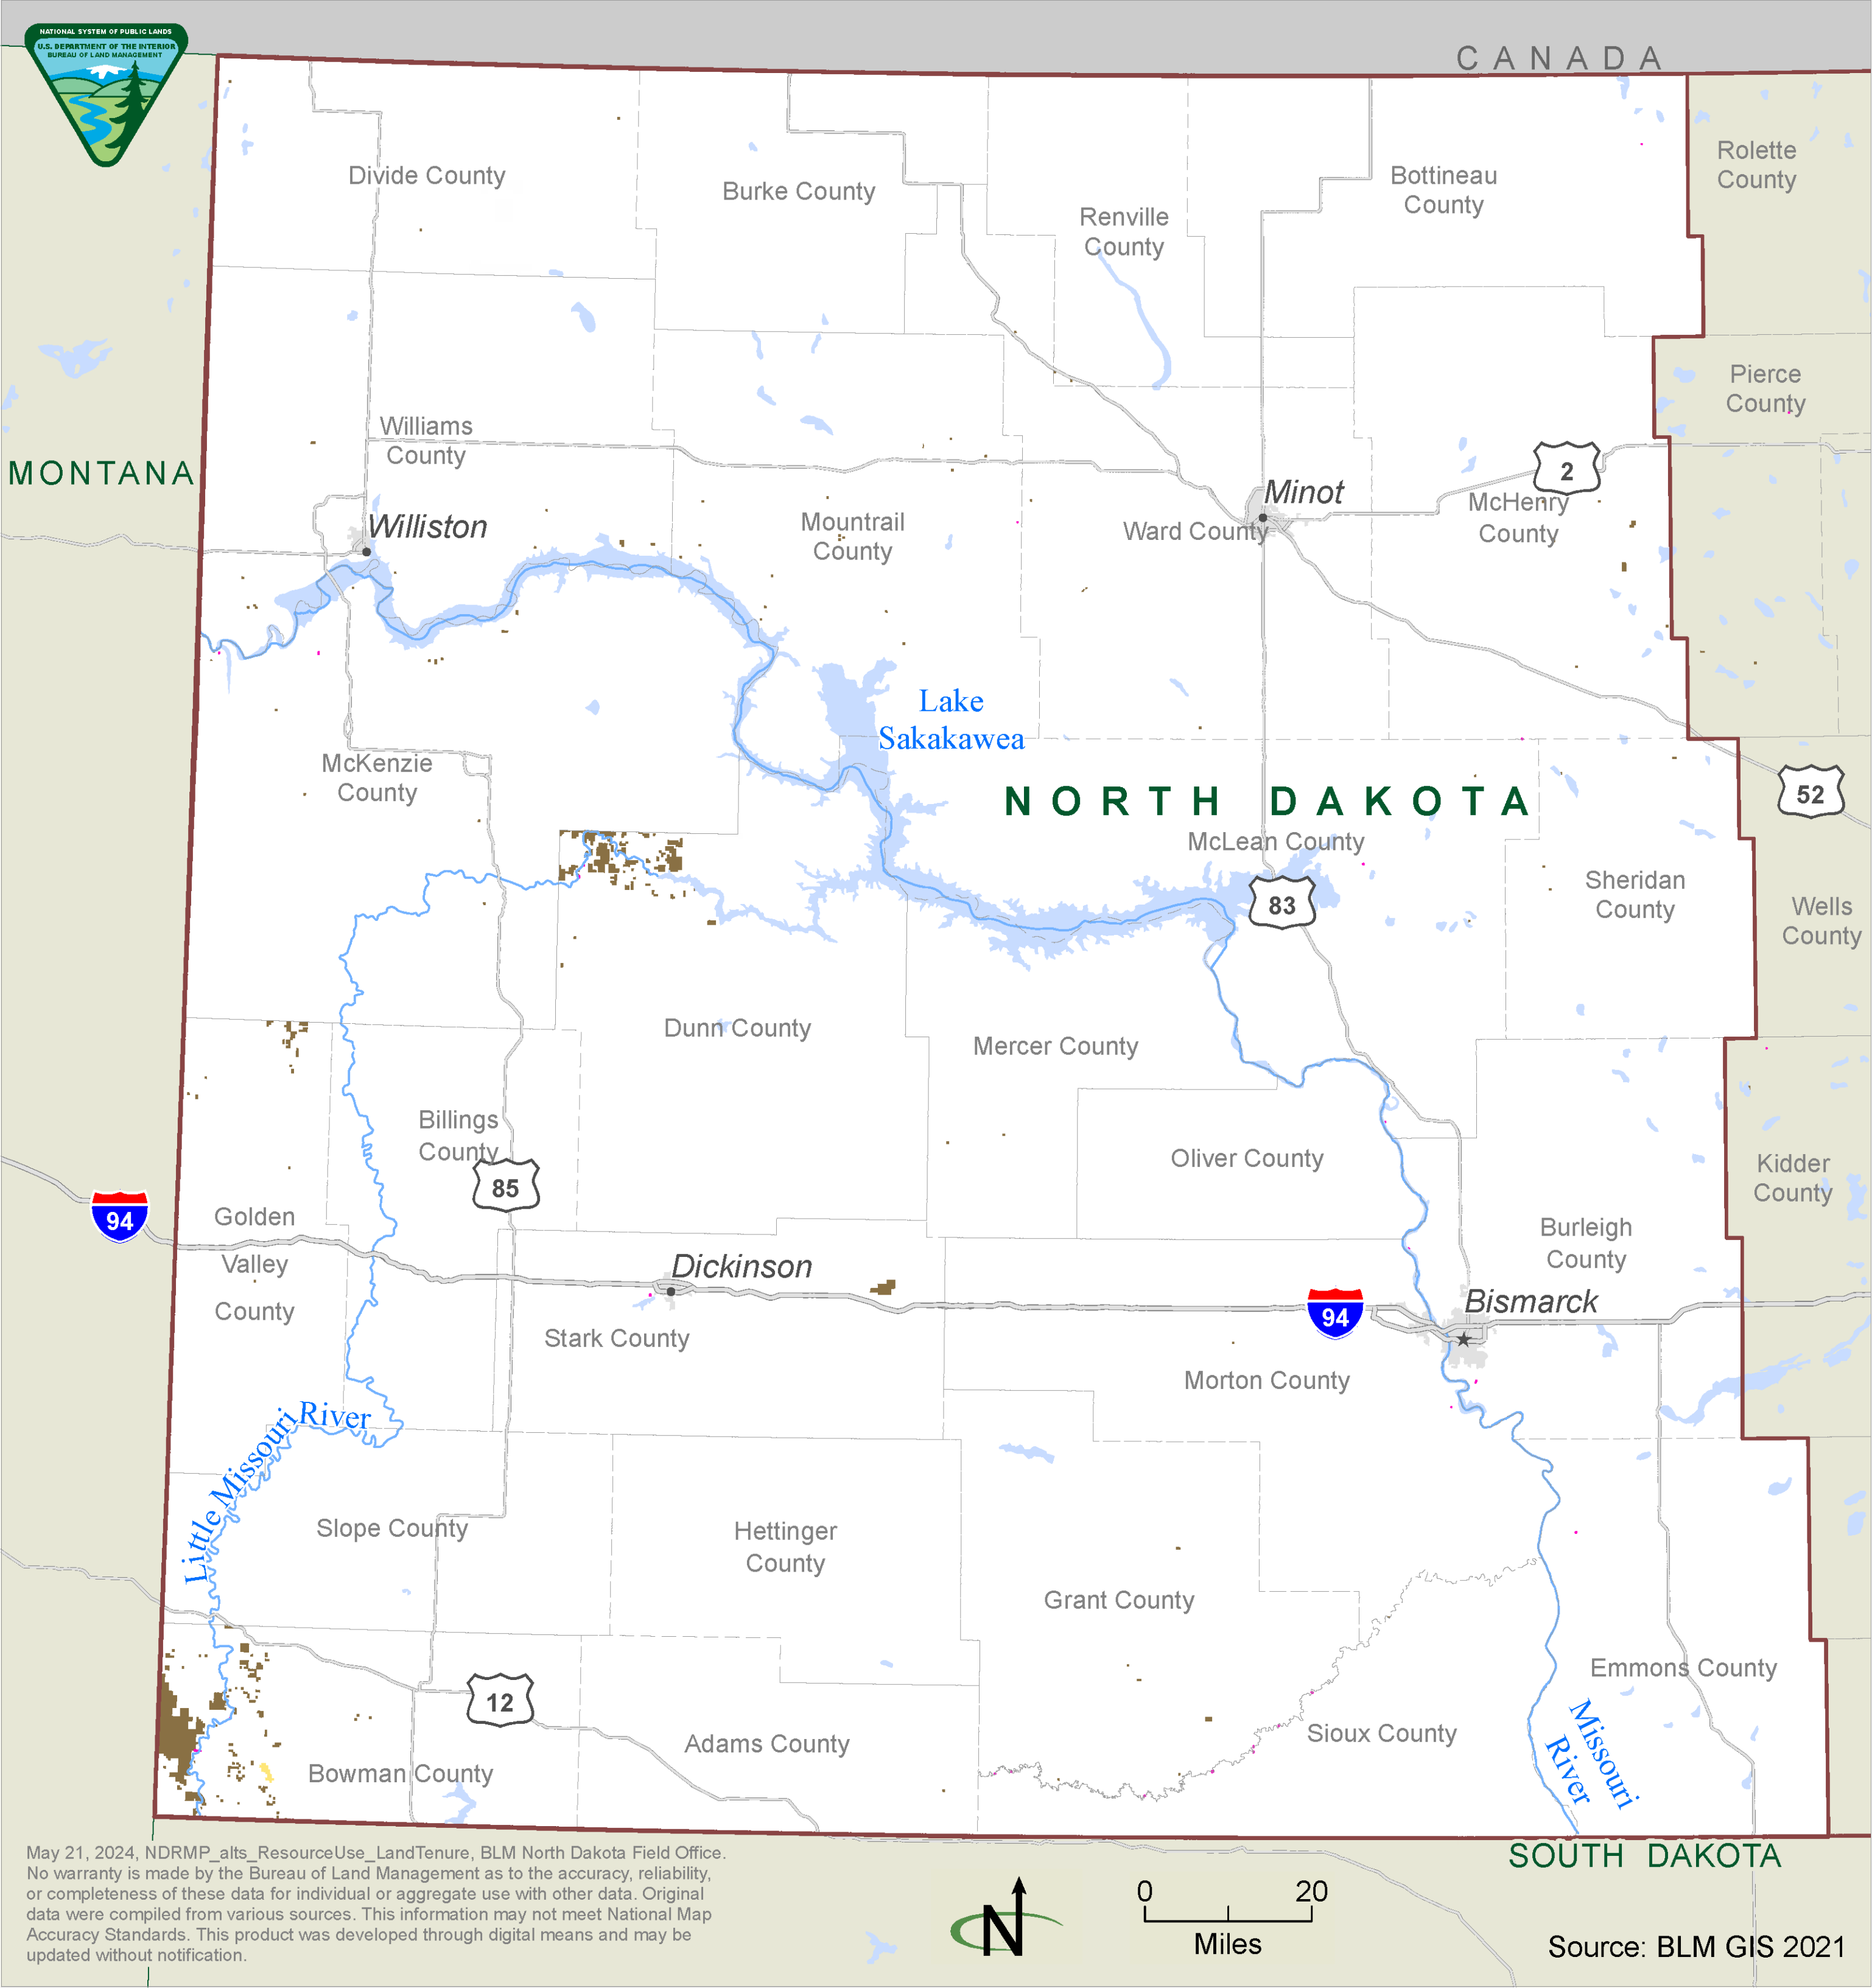 NATIONAL SYSTEM OF PUBLIC LANDS
U.S. DEPARTMENT OF THE INTERIOR
BUREAU OF LAND MANAGEMENT
CANADA
Divide County
Burke County
Renville
County
Bottineau
County
Rolette
County
Pierce
County
MONTANA
Williams
County
Williston
Mountrail
County
Minot
Ward County
2
McHenry
County
Lake
Sakakawea
McKenzie
County
NORTH DAKOTA
52
McLean County
83
Sheridan
County
Wells
County
Dunn County
Mercer County
Billings
County
85
Oliver County
Kidder
County
94
Golden
Valley
County
Burleigh
County
Dickinson
94
Bismarck
Stark County
Morton County
Little Missouri River
Slope County
Hettinger
County
Grant County
Emmons County
12
Adams County
Sioux County
Missouri
River
Bowman County
SOUTH DAKOTA
May 21, 2024, NDRMP_alts_ResourceUse_LandTenure, BLM North Dakota Field Office.
No warranty is made by the Bureau of Land Management as to the accuracy, reliability,
or completeness of these data for individual or aggregate use with other data. Original
data were compiled from various sources. This information may not meet National Map
Accuracy Standards. This product was developed through digital means and may be
updated without notification.
N
0 20
Miles
Source: BLM GIS 2021